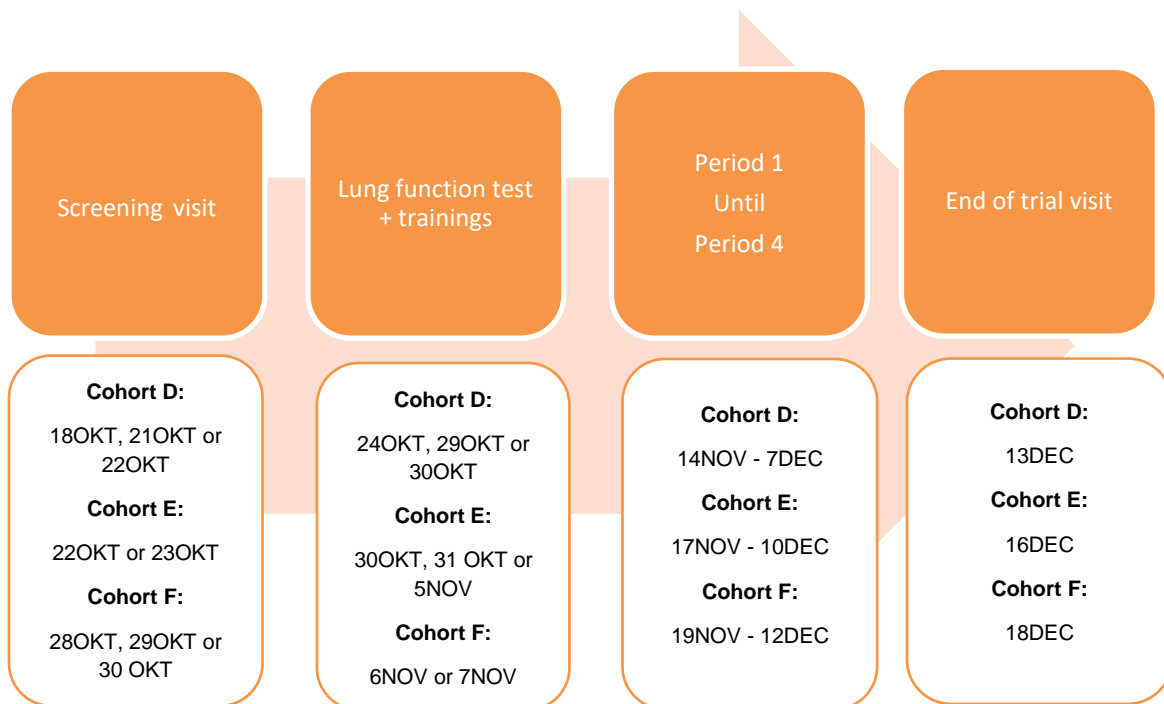 Screening visit
Lung function test
+ trainings
Period 1
Until
Period 4
End of trial visit
Cohort D:
18OKT, 21OKT or
22OKT
Cohort E:
22OKT or 23OKT
Cohort F:
28OKT, 29OKT or
30 OKT
Cohort D:
24OKT, 29OKT or
30OKT
Cohort E:
30OKT, 31 OKT or
5NOV
Cohort F:
6NOV or 7NOV
Cohort D:
14NOV - 7DEC
Cohort E:
17NOV - 10DEC
Cohort F:
19NOV - 12DEC
Cohort D:
13DEC
Cohort E:
16DEC
Cohort F:
18DEC